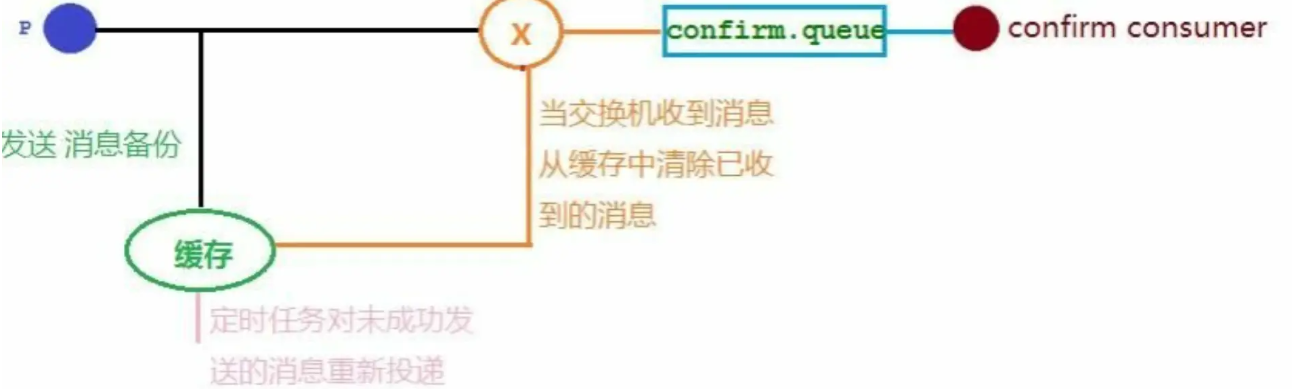 P
X
confirm.queue
confirm consumer
当交换机收到消息
从缓存中清除已收
到的消息
发送 消息备份
缓存
定时任务对未成功发
送的消息重新投递